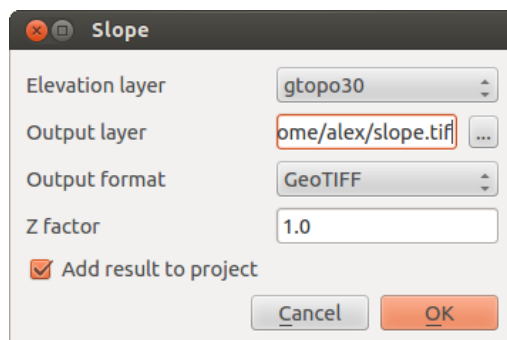 Slope
Elevation layer gtopo30
Output layer ome/alex/slope.tif ...
Output format GeoTIFF
Z factor 1.0
Add result to project
Cancel OK